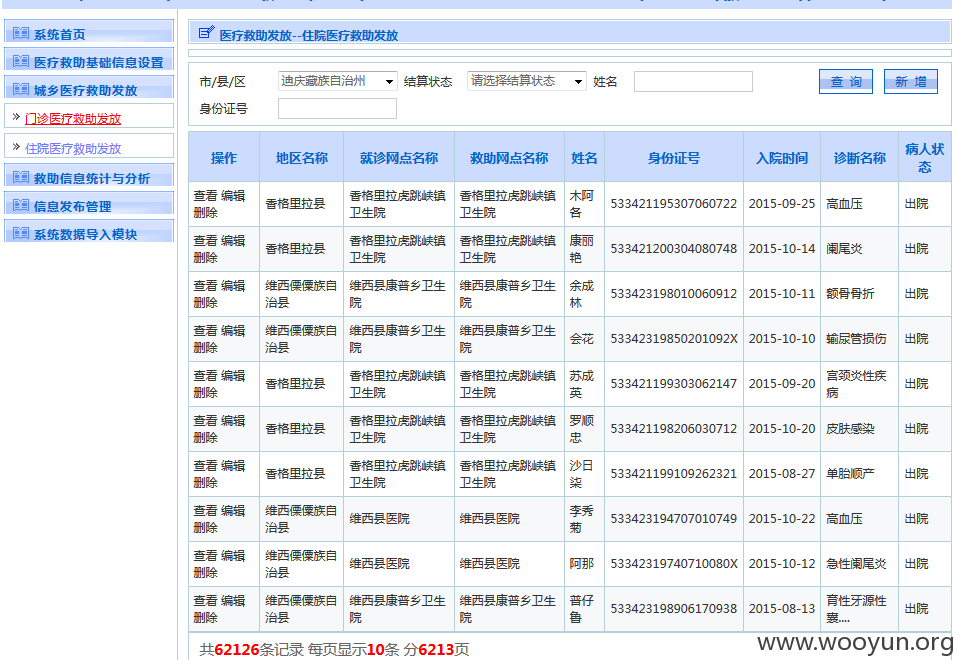 系统首页
医疗救助基础信息设置
城乡医疗救助发放
» 门诊医疗救助发放
» 住院医疗救助发放
救助信息统计与分析
信息发布管理
系统数据导入模块
医疗救助发放--住院医疗救助发放
市/县/区 迪庆藏族自治州 结算状态 请选择结算状态 姓名 查 询 新 增
身份证号
操作 地区名称 就诊网点名称 救助网点名称 姓名 身份证号 入院时间 诊断名称 病人状态
查看 编辑 删除 香格里拉县 香格里拉虎跳峡镇卫生院 香格里拉虎跳峡镇卫生院 木阿各 533421195307060722 2015-09-25 高血压 出院
查看 编辑 删除 香格里拉县 香格里拉虎跳峡镇卫生院 香格里拉虎跳峡镇卫生院 康丽艳 533421200304080748 2015-10-14 阑尾炎 出院
查看 编辑 删除 维西傈僳族自治县 维西县康普乡卫生院 维西县康普乡卫生院 余成林 533423198010060912 2015-10-11 额骨骨折 出院
查看 编辑 删除 维西傈僳族自治县 维西县康普乡卫生院 维西县康普乡卫生院 会花 53342319850201092X 2015-10-10 输尿管损伤 出院
查看 编辑 删除 香格里拉县 香格里拉虎跳峡镇卫生院 香格里拉虎跳峡镇卫生院 苏成英 533421199303062147 2015-09-20 宫颈炎性疾病 出院
查看 编辑 删除 香格里拉县 香格里拉虎跳峡镇卫生院 香格里拉虎跳峡镇卫生院 罗顺忠 533421198206030712 2015-10-20 皮肤感染 出院
查看 编辑 删除 香格里拉县 香格里拉虎跳峡镇卫生院 香格里拉虎跳峡镇卫生院 沙日柒 533421199109262321 2015-08-27 单胎顺产 出院
查看 编辑 删除 维西傈僳族自治县 维西县医院 维西县医院 李秀菊 533423194707010749 2015-10-22 高血压 出院
查看 编辑 删除 维西傈僳族自治县 维西县医院 维西县医院 阿那 53342319740710080X 2015-10-12 急性阑尾炎 出院
查看 编辑 删除 维西傈僳族自治县 维西县康普乡卫生院 维西县康普乡卫生院 普仔鲁 533423198906170938 2015-08-13 育性牙源性囊.... 出院
共62126条记录 每页显示10条 分6213页
www.wooyun.org